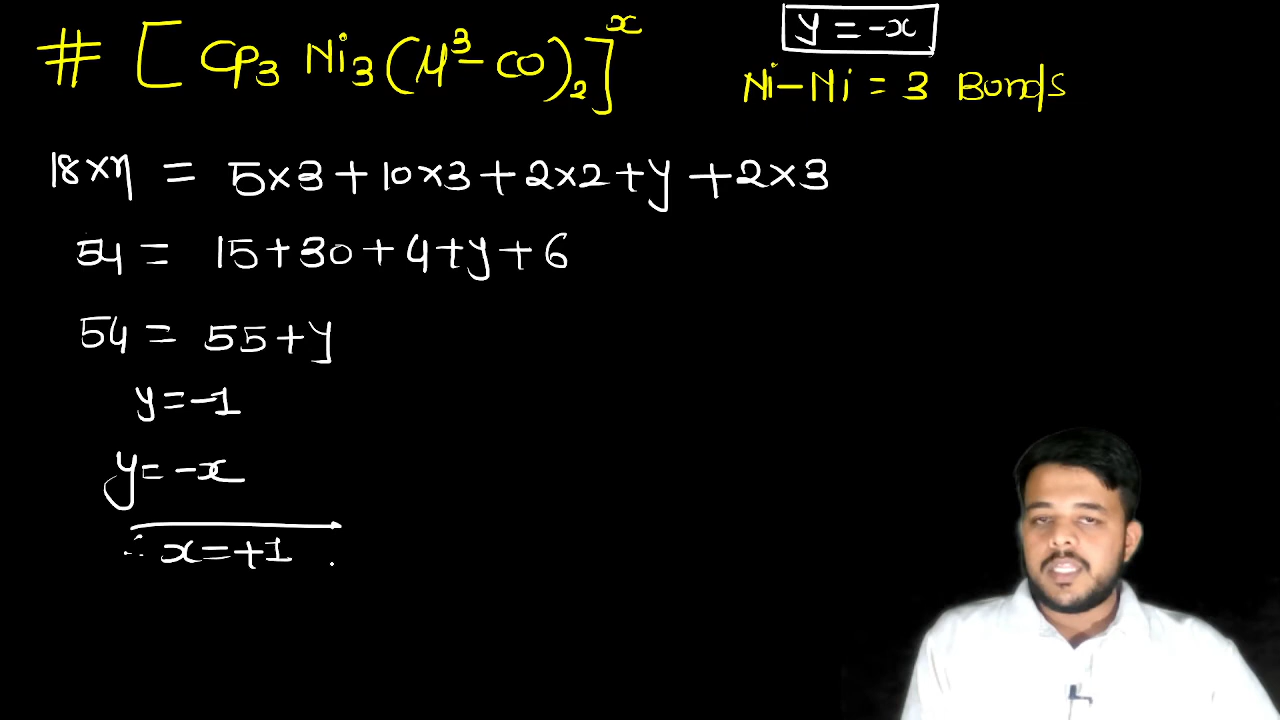 # [Cp₃ Ni₃ (μ³-CO)₂]ˣ
y = -x
Ni-Ni = 3 Bonds
18×η = 5×3 + 10×3 + 2×2 + y + 2×3
54 = 15 + 30 + 4 + y + 6
54 = 55 + y
y = -1
y = -x
∴ x = +1 .